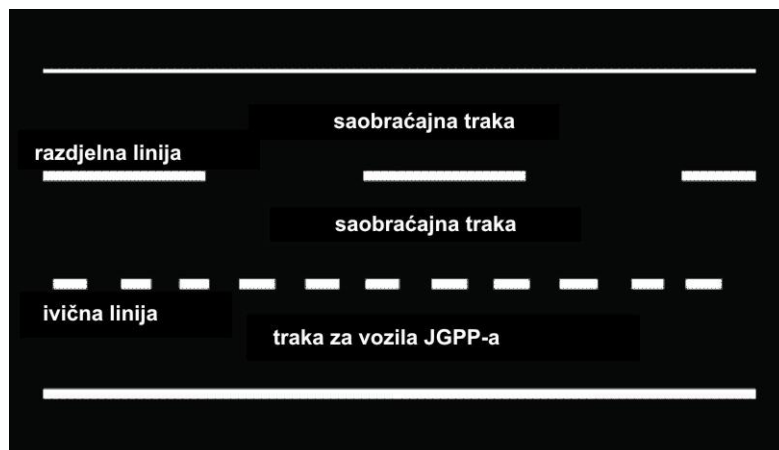 saobraćajna traka
razdjelna linija
saobraćajna traka
ivična linija
traka za vozila JGPP-a